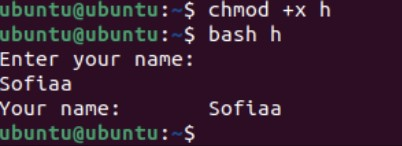 ubuntu@ubuntu:~$ chmod +x h
ubuntu@ubuntu:~$ bash h
Enter your name:
Sofiaa
Your name:       Sofiaa
ubuntu@ubuntu:~$